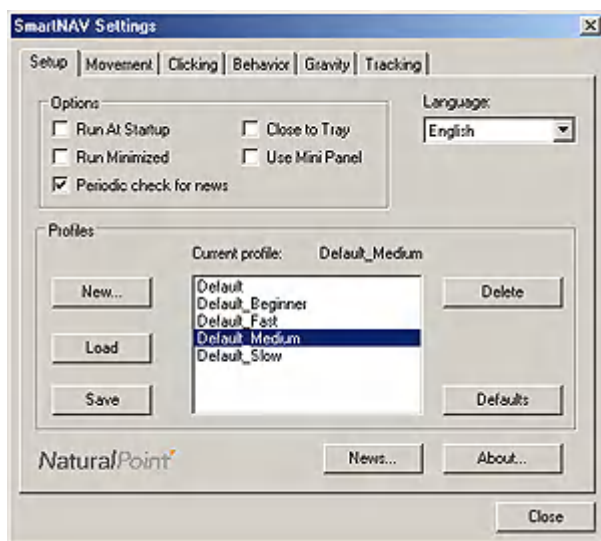 SmartNAV Settings
Setup Movement Clicking Behavior Gravity Tracking
Options
Language:
Run At Startup Close to Tray
English
Run Minimized Use Mini Panel
Periodic check for news
Profiles
Current profile: Default_Medium
New...
Default
Default_Beginner
Default_Fast
Default_Medium
Default_Slow
Delete
Load
Save
Defaults
NaturalPoint
News... About...
Close